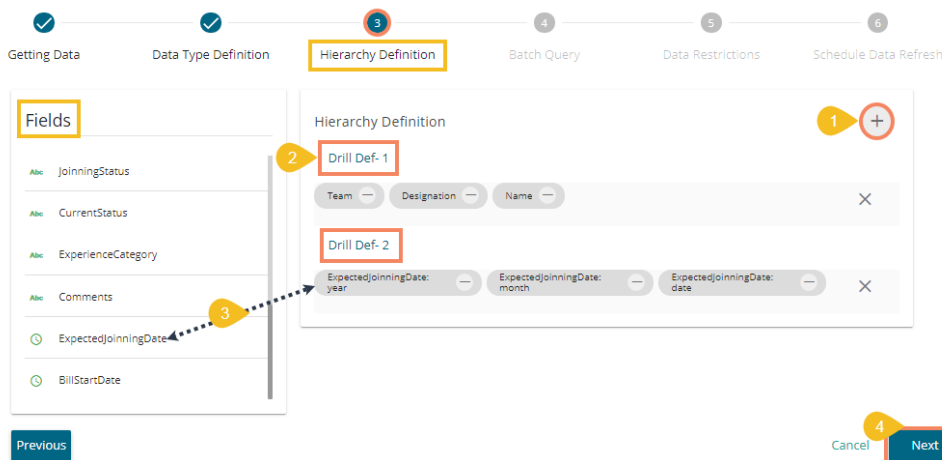 3 4 5 6
Getting Data Data Type Definition Hierarchy Definition Batch Query Data Restrictions Schedule Data Refresh
Fields
Abc JoinningStatus
Abc CurrentStatus
Abc ExperienceCategory
Abc Comments
ExpectedJoinningDate
BillStartDate
Hierarchy Definition
1 +
2 Drill Def- 1
Team Designation Name
Drill Def- 2
ExpectedJoinningDate:
year
ExpectedJoinningDate:
month
ExpectedJoinningDate:
date
3
Previous
4
Cancel Next